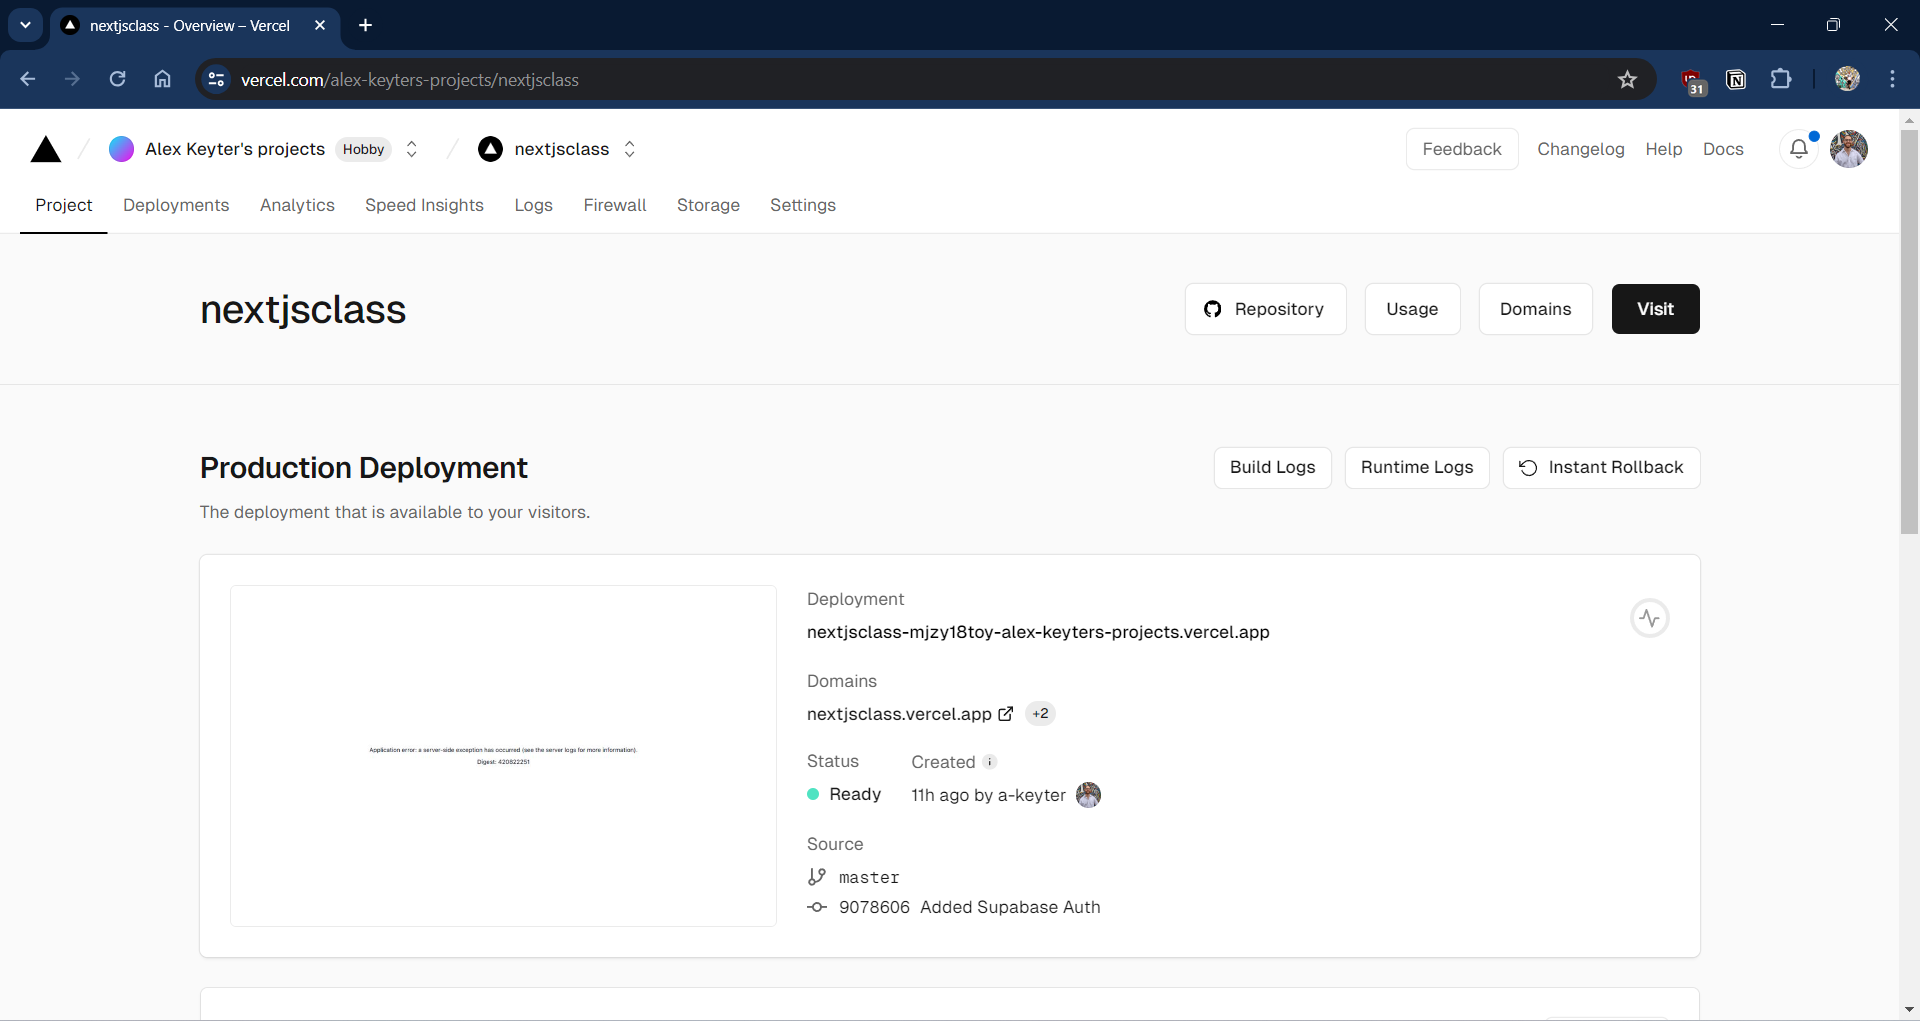 nextjsclass - Overview – Vercel
vercel.com/alex-keyters-projects/nextjsclass
31
Alex Keyter's projects Hobby nextjsclass Feedback Changelog Help Docs
Project Deployments Analytics Speed Insights Logs Firewall Storage Settings
nextjsclass Repository Usage Domains Visit
Production Deployment Build Logs Runtime Logs Instant Rollback
The deployment that is available to your visitors.
Deployment
nextjsclass-mjzy18toy-alex-keyters-projects.vercel.app
Domains
nextjsclass.vercel.app +2
Application error: a server-side exception has occurred (see the server logs for more information).
Digest: 420822251
Status Created
Ready 11h ago by a-keyter
Source
master
9078606 Added Supabase Auth